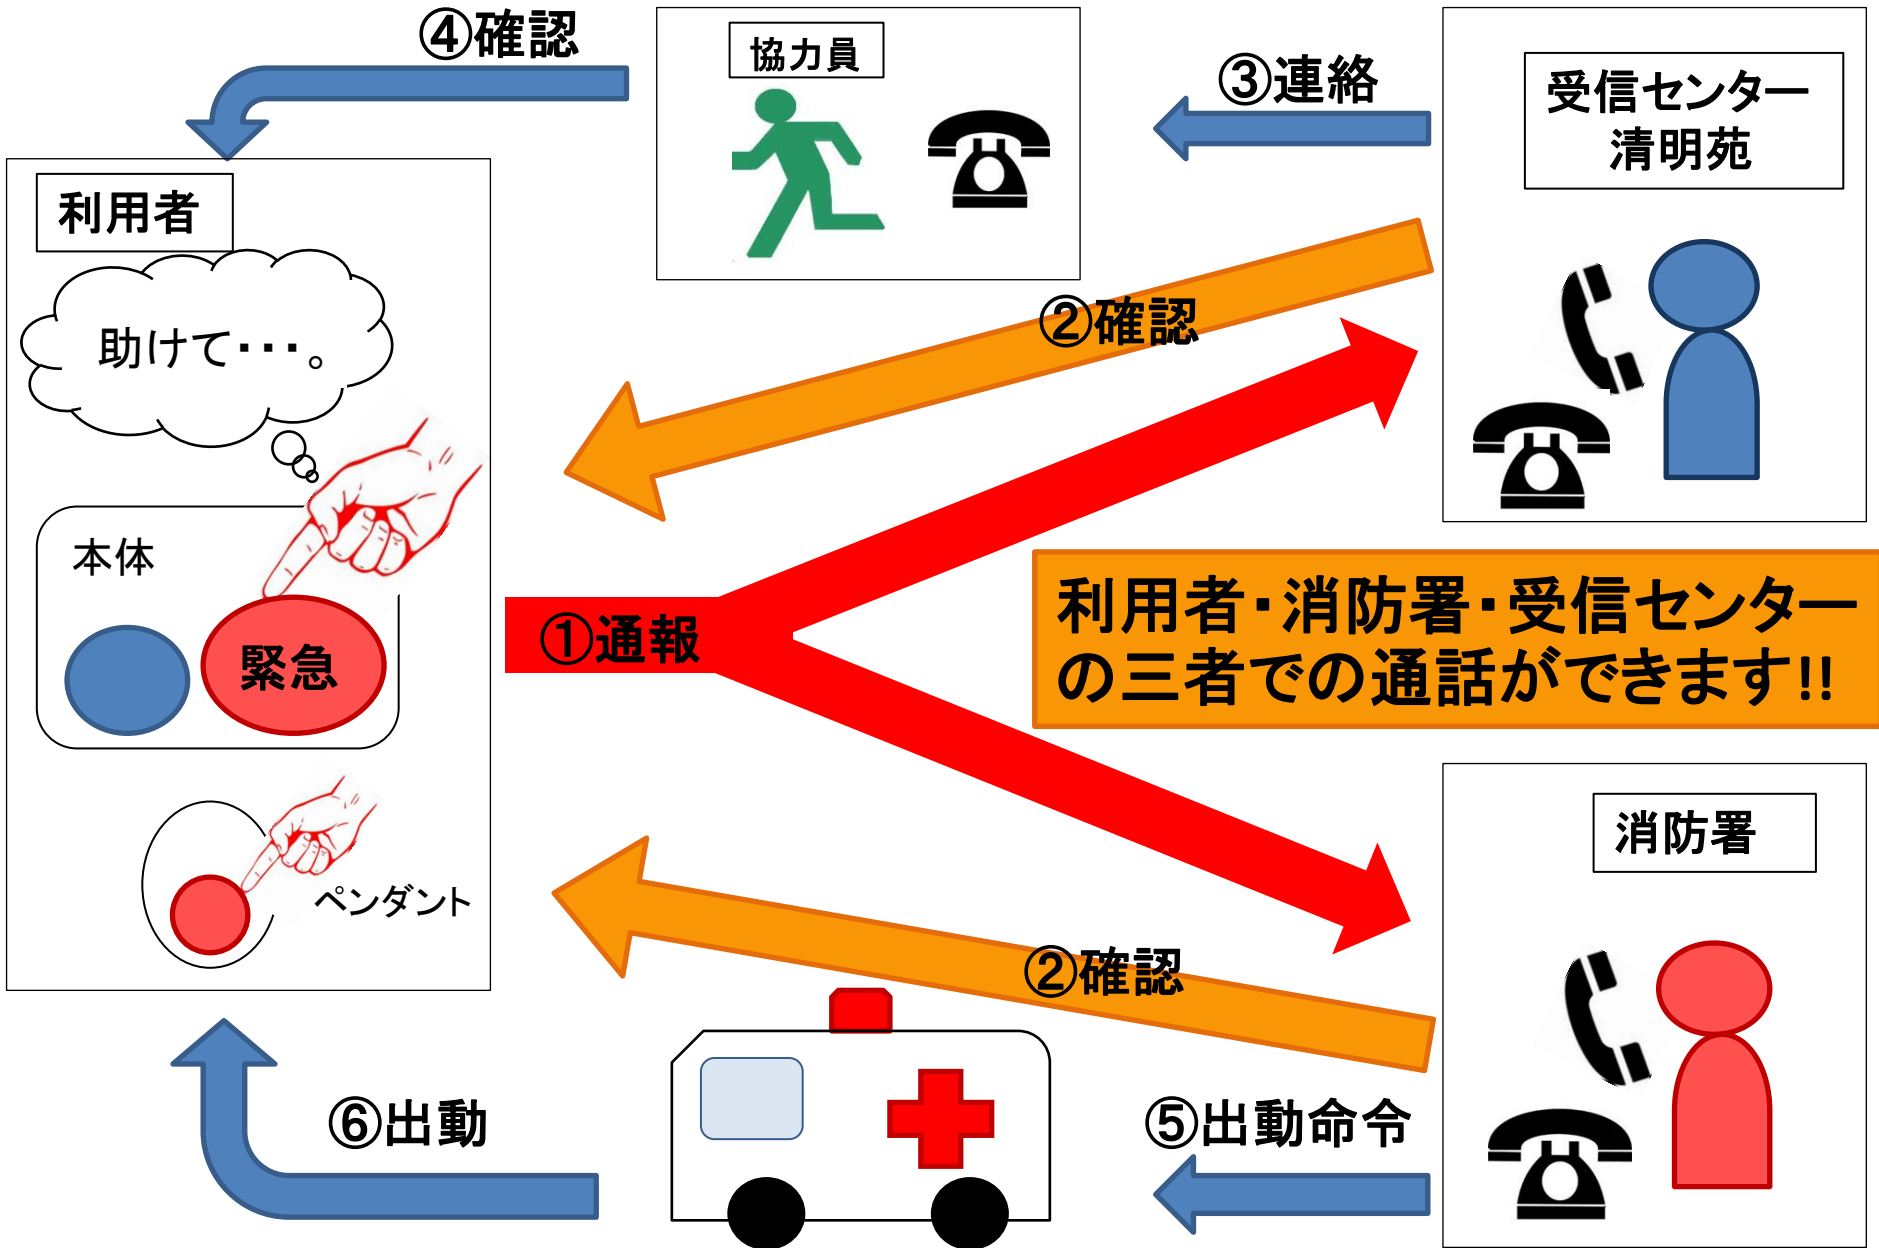 ④確認
協力員
③連絡
受信センター
清明苑
利用者
助けて・・・。
②確認
本体
緊急
①通報
利用者・消防署・受信センター
の三者での通話ができます!!
消防署
ペンダント
②確認
⑥出動
⑤出動命令